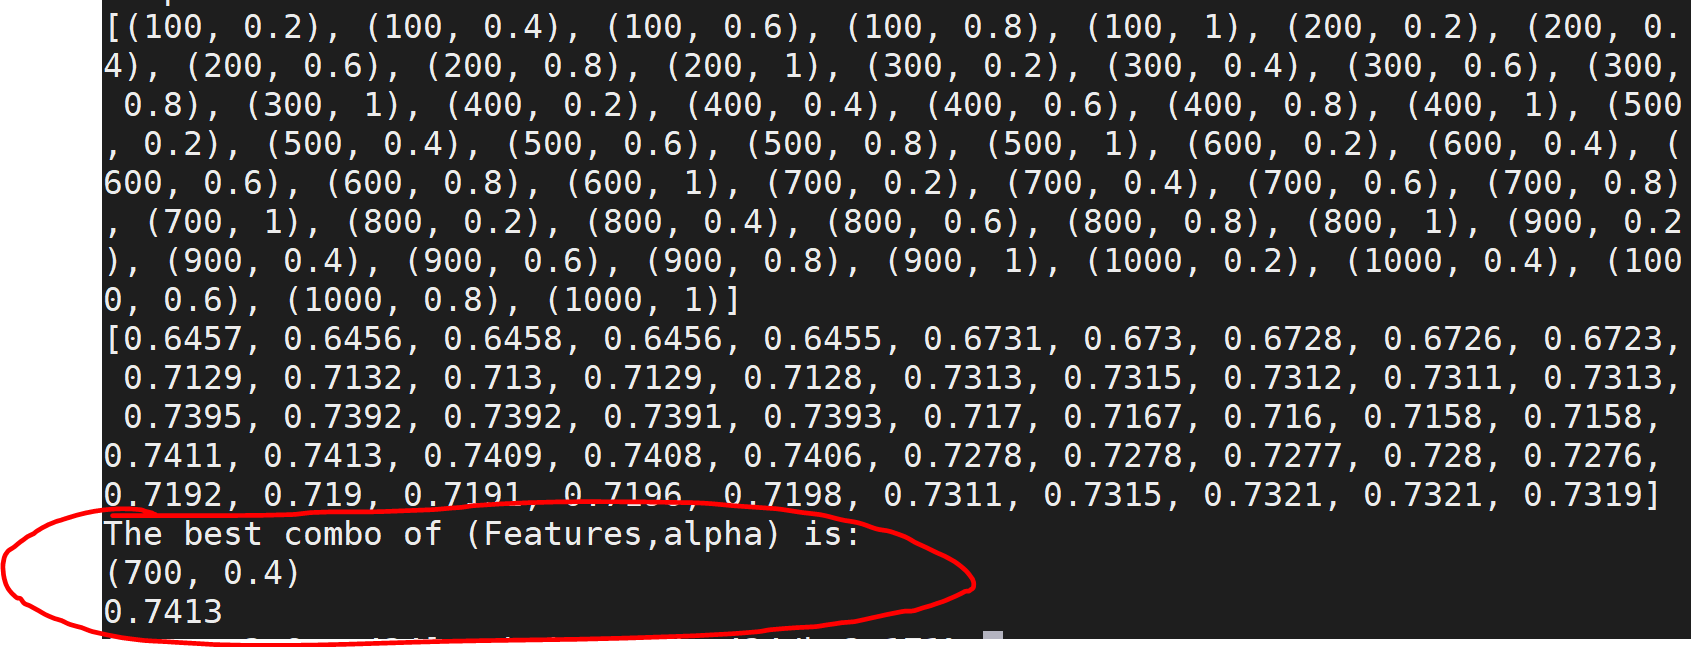 [(100, 0.2), (100, 0.4), (100, 0.6), (100, 0.8), (100, 1), (200, 0.2), (200, 0.
4), (200, 0.6), (200, 0.8), (200, 1), (300, 0.2), (300, 0.4), (300, 0.6), (300,
 0.8), (300, 1), (400, 0.2), (400, 0.4), (400, 0.6), (400, 0.8), (400, 1), (500
, 0.2), (500, 0.4), (500, 0.6), (500, 0.8), (500, 1), (600, 0.2), (600, 0.4), (
600, 0.6), (600, 0.8), (600, 1), (700, 0.2), (700, 0.4), (700, 0.6), (700, 0.8)
, (700, 1), (800, 0.2), (800, 0.4), (800, 0.6), (800, 0.8), (800, 1), (900, 0.2
), (900, 0.4), (900, 0.6), (900, 0.8), (900, 1), (1000, 0.2), (1000, 0.4), (100
0, 0.6), (1000, 0.8), (1000, 1)]
[0.6457, 0.6456, 0.6458, 0.6456, 0.6455, 0.6731, 0.673, 0.6728, 0.6726, 0.6723,
 0.7129, 0.7132, 0.713, 0.7129, 0.7128, 0.7313, 0.7315, 0.7312, 0.7311, 0.7313,
 0.7395, 0.7392, 0.7392, 0.7391, 0.7393, 0.717, 0.7167, 0.716, 0.7158, 0.7158,
0.7411, 0.7413, 0.7409, 0.7408, 0.7406, 0.7278, 0.7278, 0.7277, 0.728, 0.7276,
0.7192, 0.719, 0.7191, 0.7196, 0.7198, 0.7311, 0.7315, 0.7321, 0.7321, 0.7319]
The best combo of (Features,alpha) is:
(700, 0.4)
0.7413